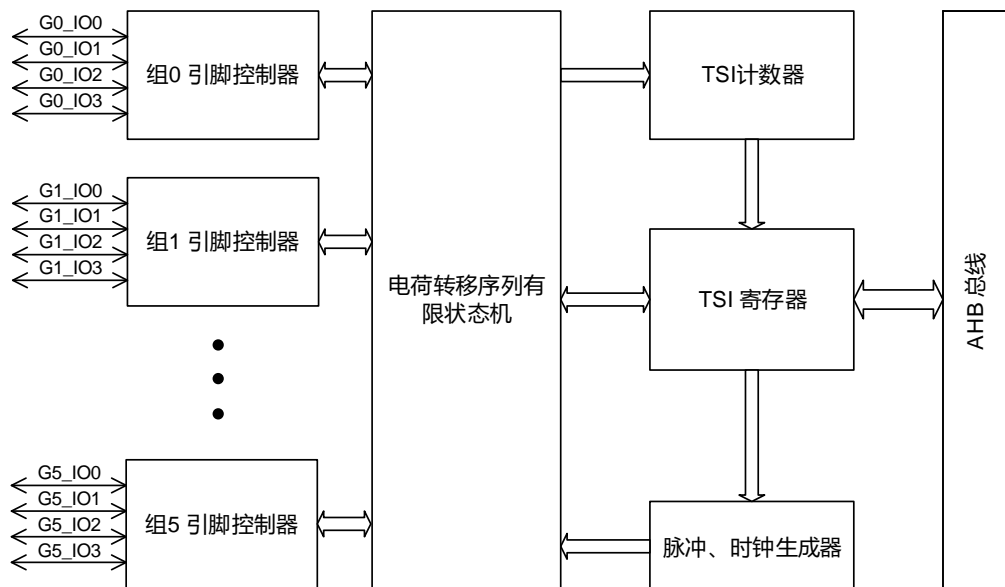 G0_IO0
G0_IO1
G0_IO2
G0_IO3
组0 引脚控制器
G1_IO0
G1_IO1
G1_IO2
G1_IO3
组1 引脚控制器
G5_IO0
G5_IO1
G5_IO2
G5_IO3
组5 引脚控制器
电荷转移序列有
限状态机
TSI计数器
TSI 寄存器
脉冲、时钟生成器
AHB 总线